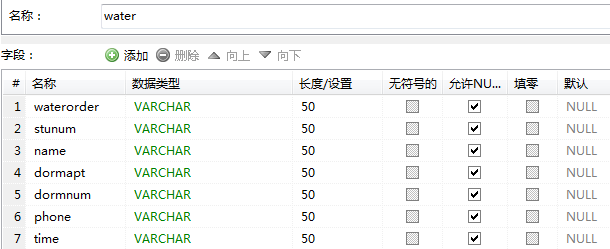 名称： water
字段： 添加 删除 向上 向下
# 名称 数据类型 长度/设置 无符号的 允许NU... 填零 默认
1 waterorder VARCHAR 50 NULL
2 stunum VARCHAR 50 NULL
3 name VARCHAR 50 NULL
4 dormapt VARCHAR 50 NULL
5 dormnum VARCHAR 50 NULL
6 phone VARCHAR 50 NULL
7 time VARCHAR 50 NULL